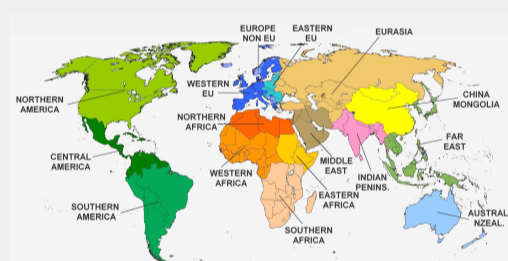 EUROPE
NON EU
EASTERN
EU
EURASIA
WESTERN
EU
NORTHERN
AMERICA
CHINA
MONGOLIA
NORTHERN
AFRICA
FAR
EAST
CENTRAL
AMERICA
MIDDLE
EAST
INDIAN
PENINS.
WESTERN
AFRICA
EASTERN
AFRICA
SOUTHERN
AMERICA
AUSTRAL
NZEAL.
SOUTHERN
AFRICA